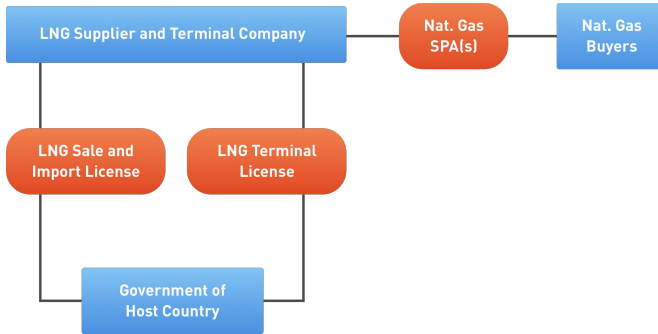 LNG Supplier and Terminal Company
Nat. Gas
SPA(s)
Nat. Gas
Buyers
LNG Sale and
Import License
LNG Terminal
License
Government of
Host Country